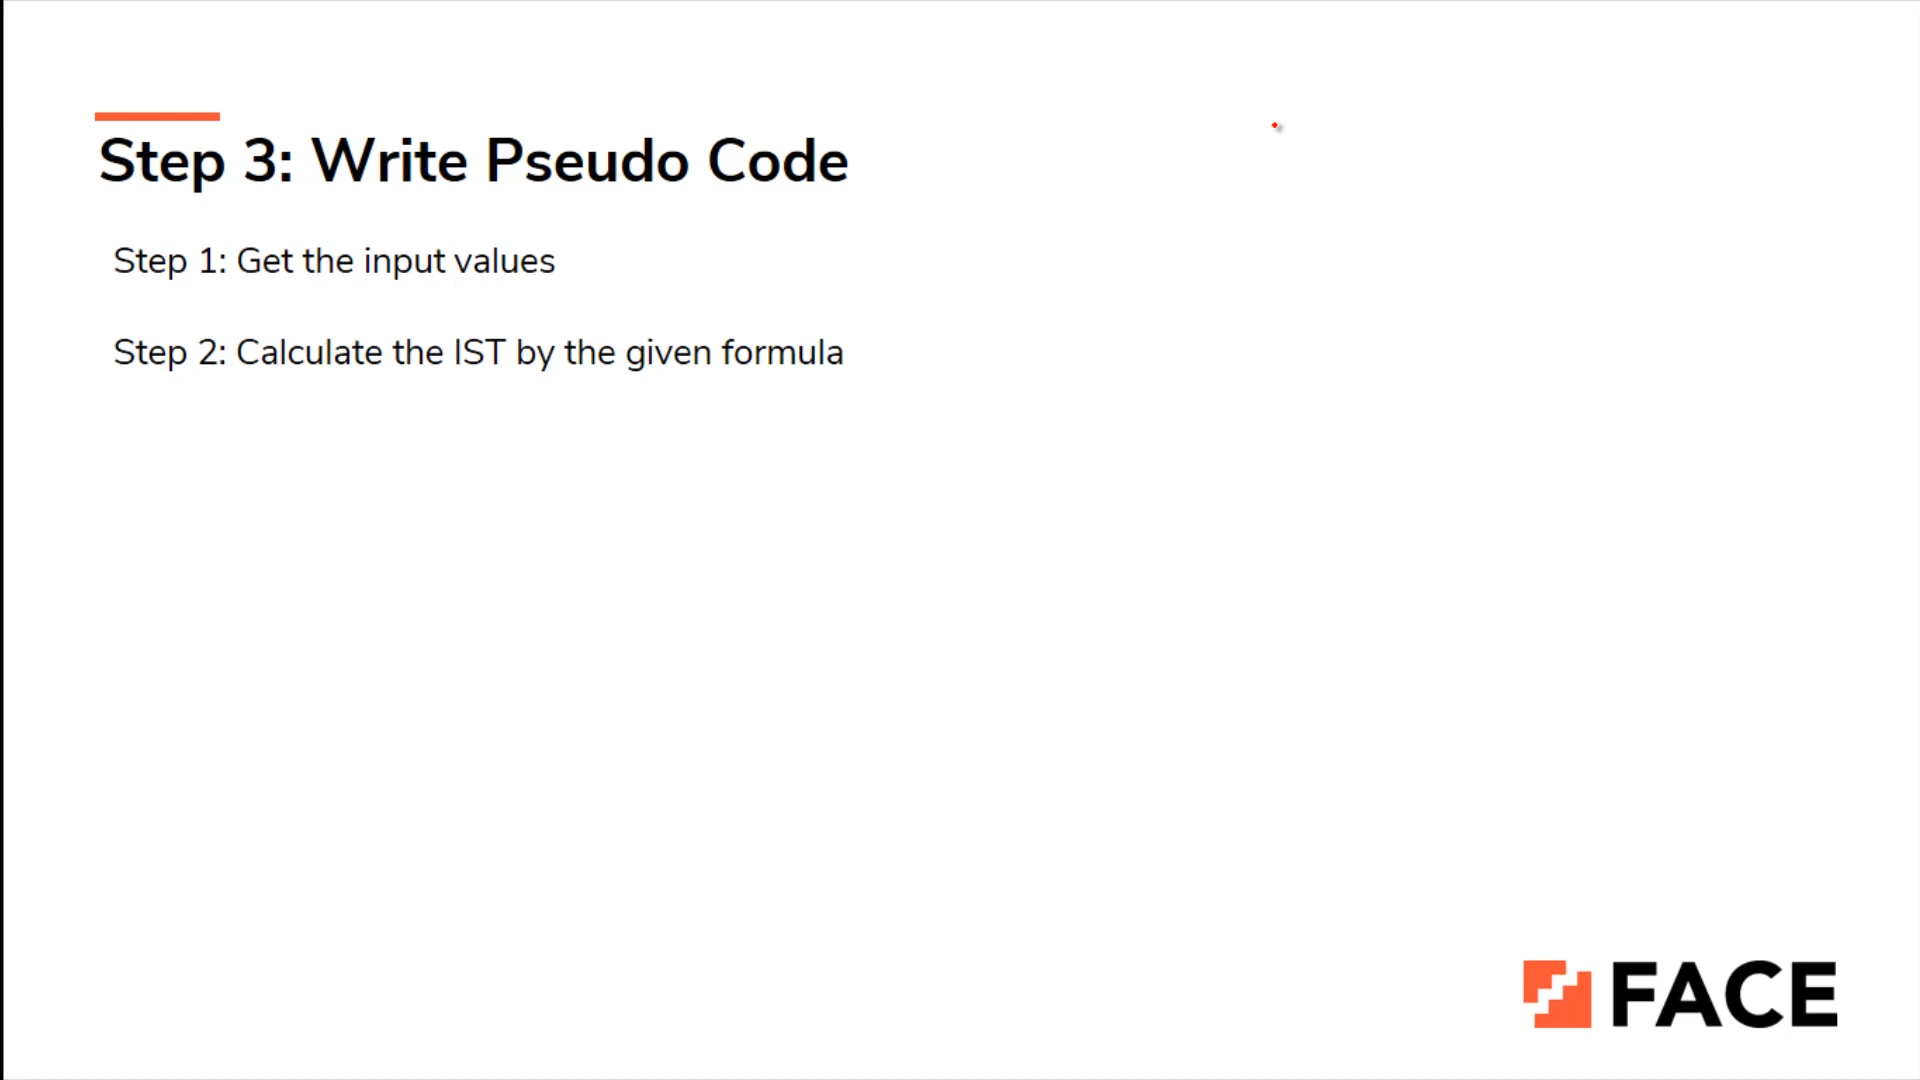 Step 3: Write Pseudo Code
Step 1: Get the input values
Step 2: Calculate the IST by the given formula
FACE